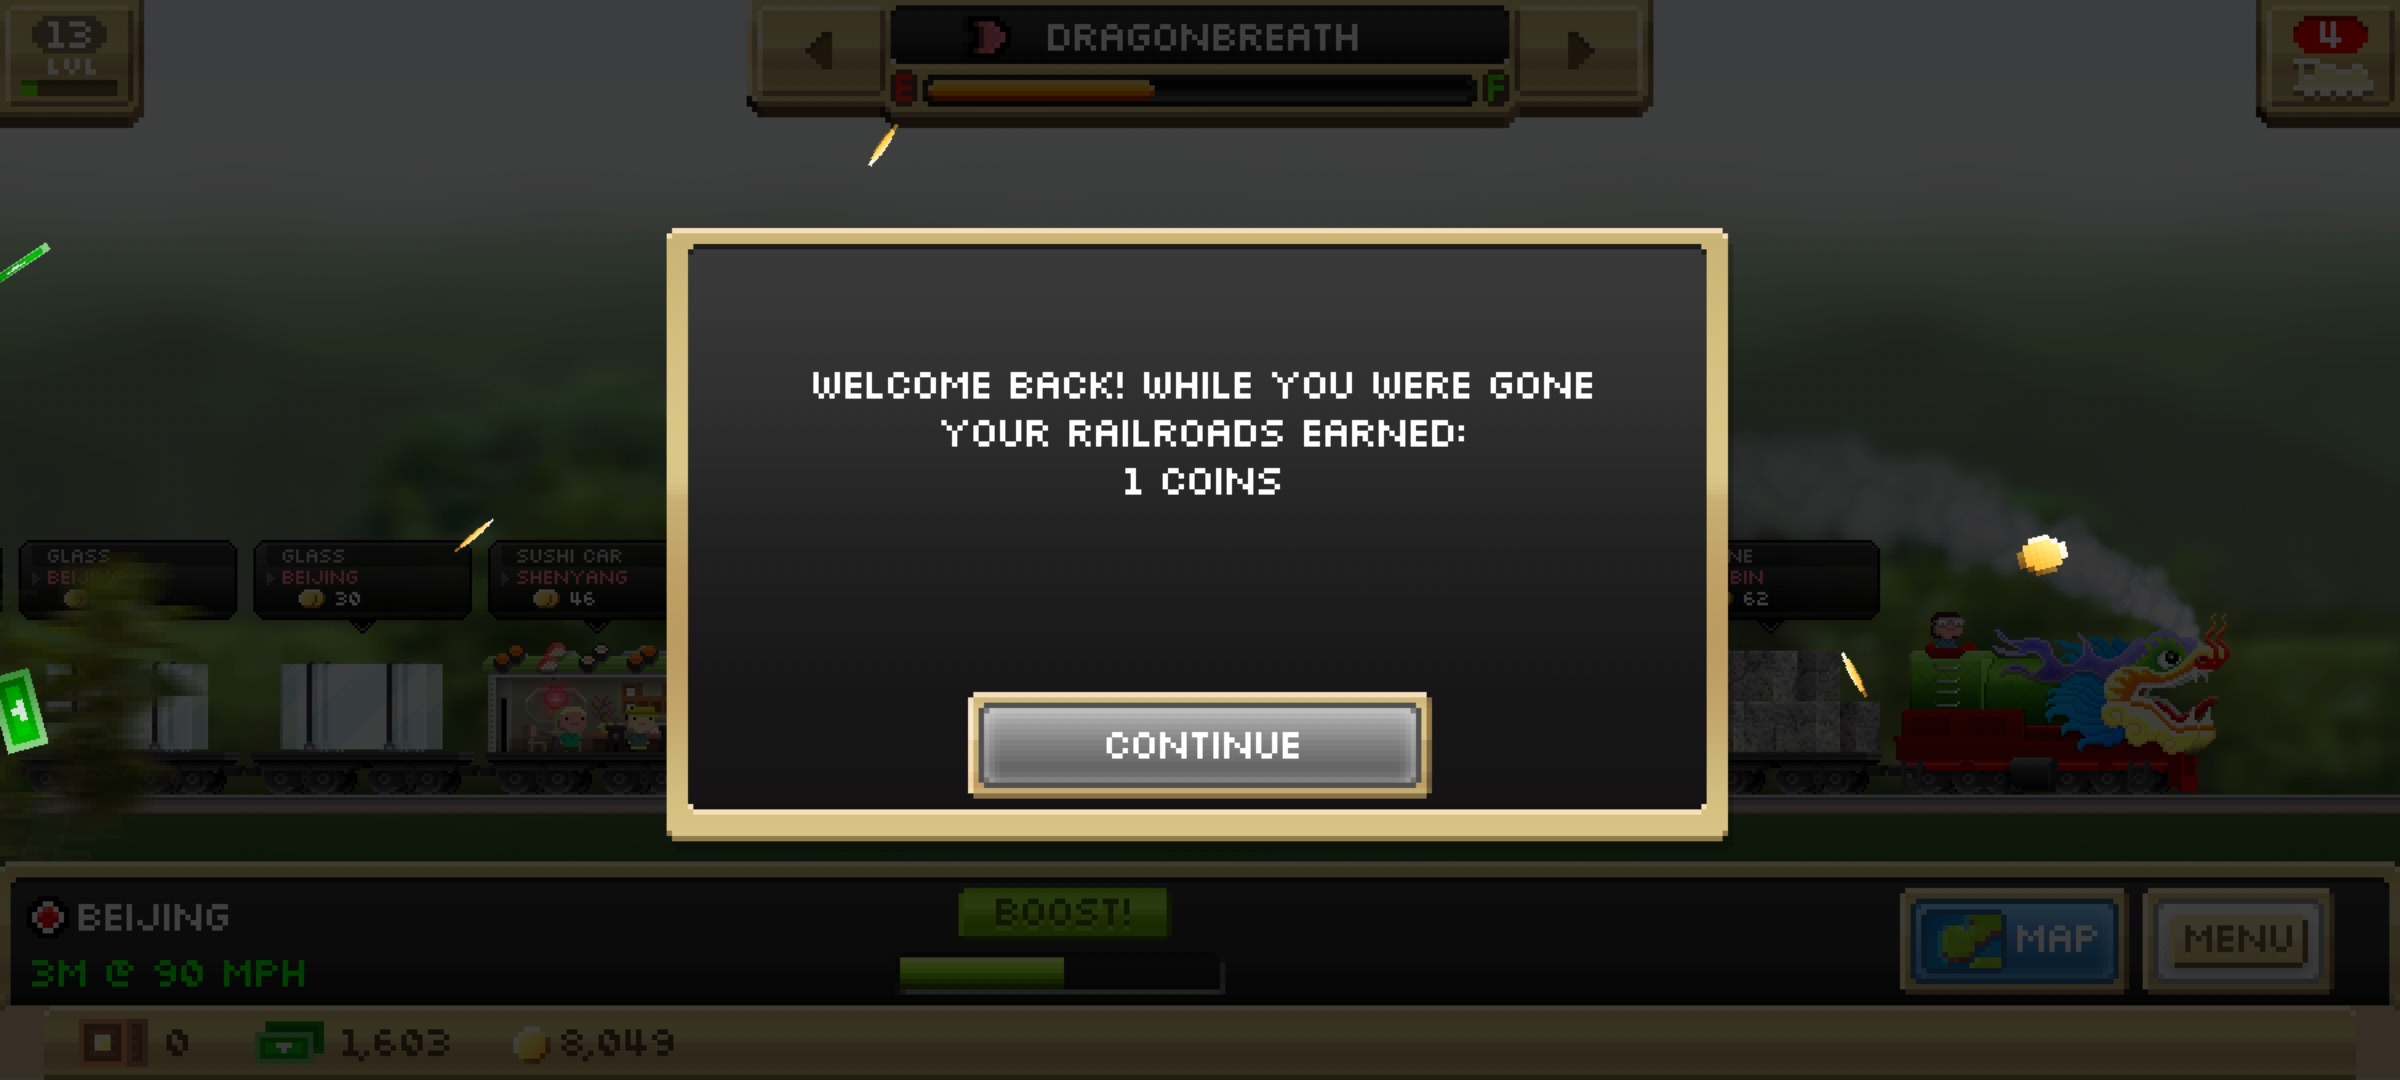 13
LVL
DRAGONBREATH
E
F
4
WELCOME BACK! WHILE YOU WERE GONE
YOUR RAILROADS EARNED:
1 COINS
CONTINUE
GLASS
GLASS
BEIJING
30
SUSHI CAR
SHENYANG
46
62
BEIJING
3M @ 90 MPH
BOOST!
MAP
MENU
0
1,603
8,049
1